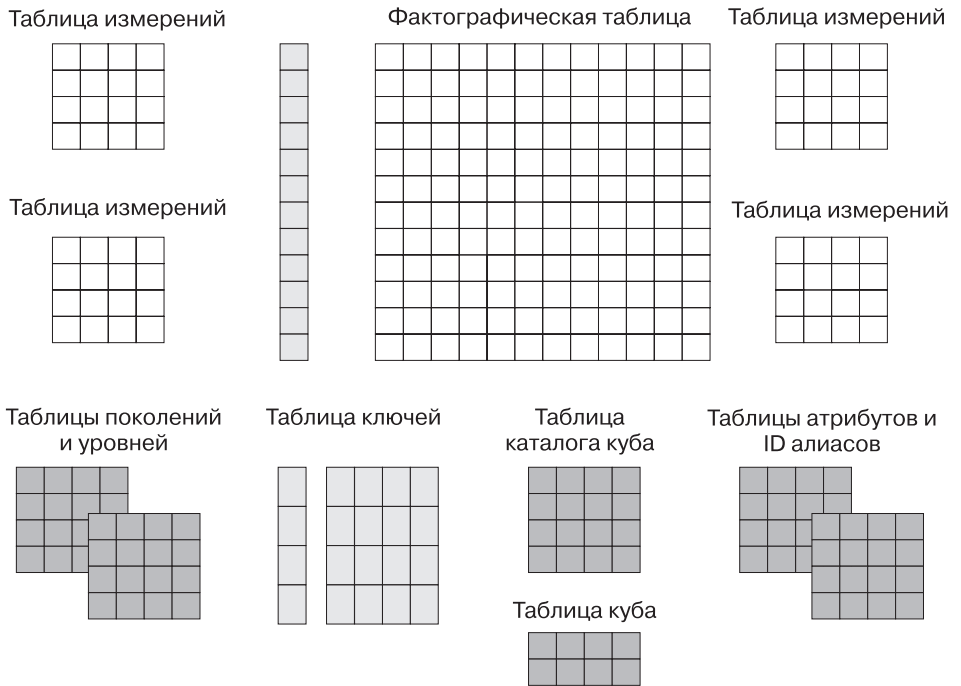 Таблица измерений
Фактографическая таблица
Таблица измерений
Таблица измерений
Таблица измерений
Таблицы поколений
и уровней
Таблица ключей
Таблица
каталога куба
Таблицы атрибутов и
ID алиасов
Таблица куба